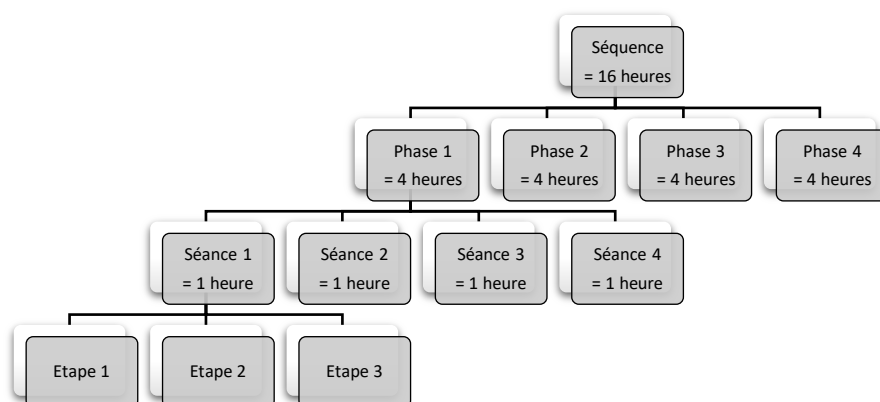 Séquence
= 16 heures
Phase 1
= 4 heures
Phase 2
= 4 heures
Phase 3
= 4 heures
Phase 4
= 4 heures
Séance 1
= 1 heure
Séance 2
= 1 heure
Séance 3
= 1 heure
Séance 4
= 1 heure
Etape 1
Etape 2
Etape 3